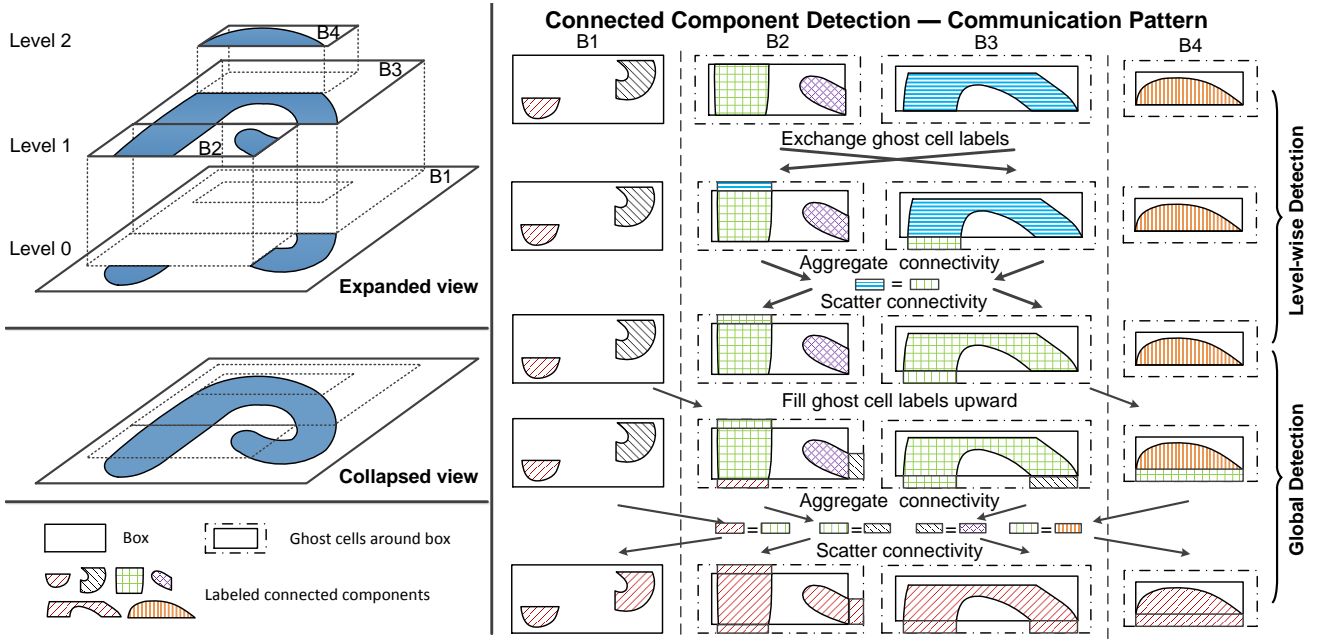 Level 2
B4
B3
Level 1
B2
B1
Level 0
Expanded view
Collapsed view
Box
Ghost cells around box
Labeled connected components
Connected Component Detection — Communication Pattern
B1 B2 B3 B4
Exchange ghost cell labels
Aggregate connectivity
=
Scatter connectivity
Fill ghost cell labels upward
Aggregate connectivity
= = = =
Scatter connectivity
Level-wise Detection
Global Detection